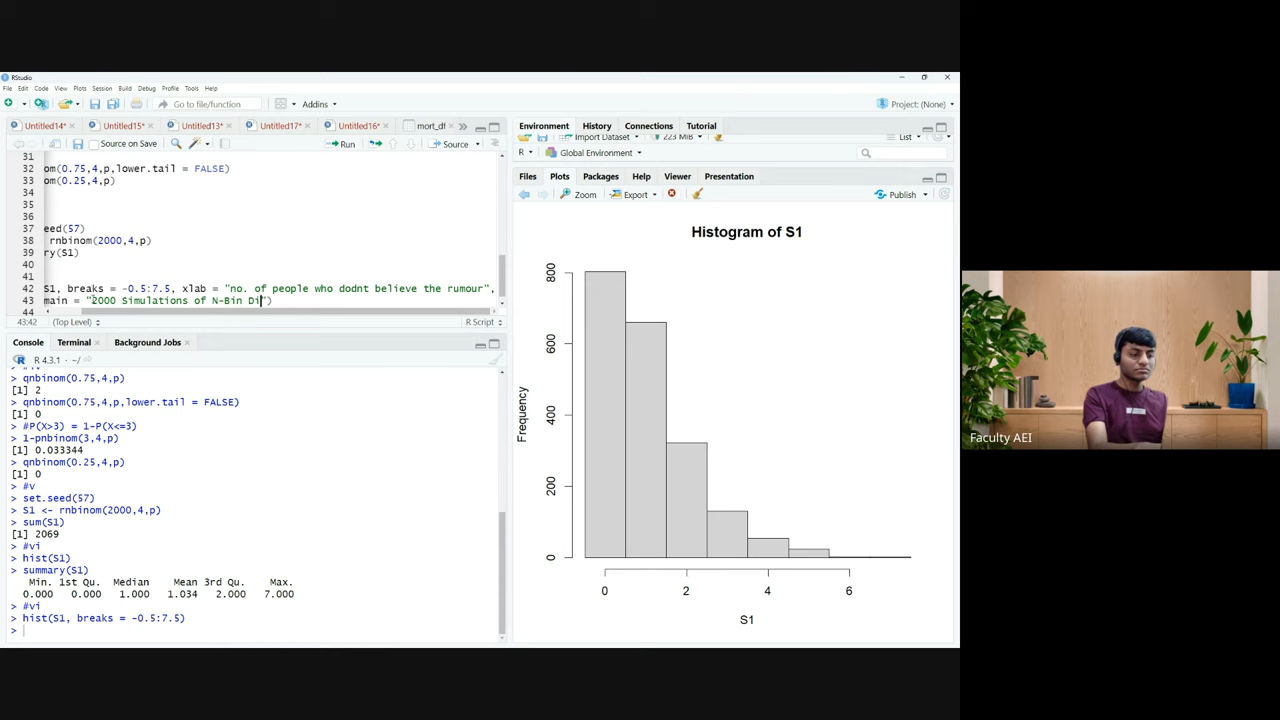 RStudio
File Edit Code View Plots Session Build Debug Profile Tools Help
Go to file/function Addins Project: (None)
Untitled14* Untitled15* Untitled13* Untitled17* Untitled16* mort_df
Source on Save Run Source
31
32 om(0.75,4,p,lower.tail = FALSE)
33 om(0.25,4,p)
34
35
36
37 eed(57)
38 rnbinom(2000,4,p)
39 ry(S1)
40
41
42 S1, breaks = -0.5:7.5, xlab = "no. of people who dodnt believe the rumour",
43 main = "2000 Simulations of N-Bin Di")
44
43:42 (Top Level) R Script
Console Terminal Background Jobs
R 4.3.1 · ~/
> qnbinom(0.75,4,p)
[1] 2
> qnbinom(0.75,4,p,lower.tail = FALSE)
[1] 0
> #P(X>3) = 1-P(X<=3)
> 1-pnbinom(3,4,p)
[1] 0.033344
> qnbinom(0.25,4,p)
[1] 0
> #v
> set.seed(57)
> S1 <- rnbinom(2000,4,p)
> sum(S1)
[1] 2069
> #vi
> hist(S1)
> summary(S1)
Min. 1st Qu. Median Mean 3rd Qu. Max.
0.000 0.000 1.000 1.034 2.000 7.000
> #vi
> hist(S1, breaks = -0.5:7.5)
>
Environment History Connections Tutorial
Import Dataset 223 MiB List
R Global Environment
Files Plots Packages Help Viewer Presentation
Zoom Export Publish
Histogram of S1
Frequency
800
600
400
200
0
0 2 4 6
S1
Faculty AEI